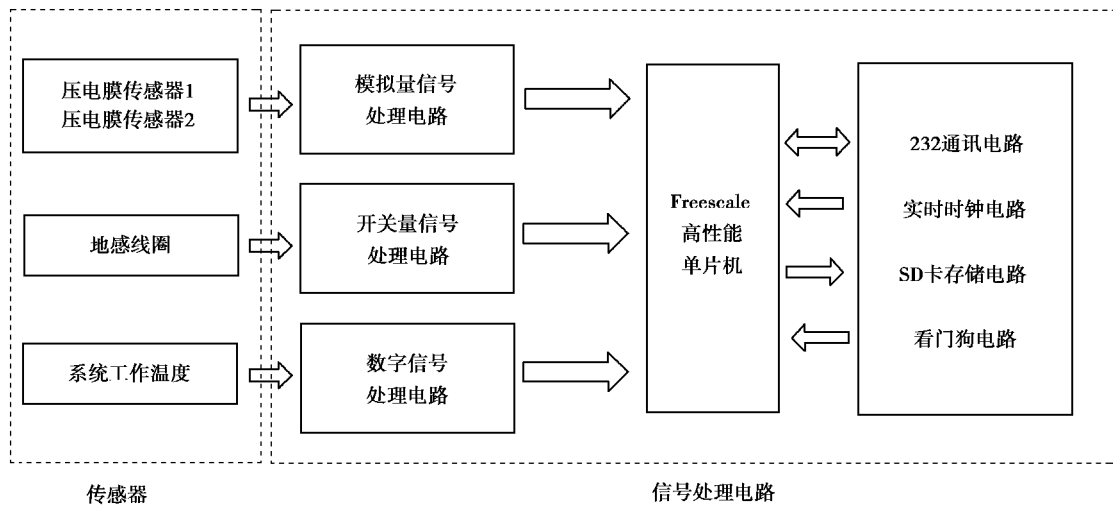 压电膜传感器1
压电膜传感器2
地感线圈
系统工作温度
模拟量信号
处理电路
开关量信号
处理电路
数字信号
处理电路
Freescale
高性能
单片机
232通讯电路
实时时钟电路
SD卡存储电路
看门狗电路
传感器
信号处理电路